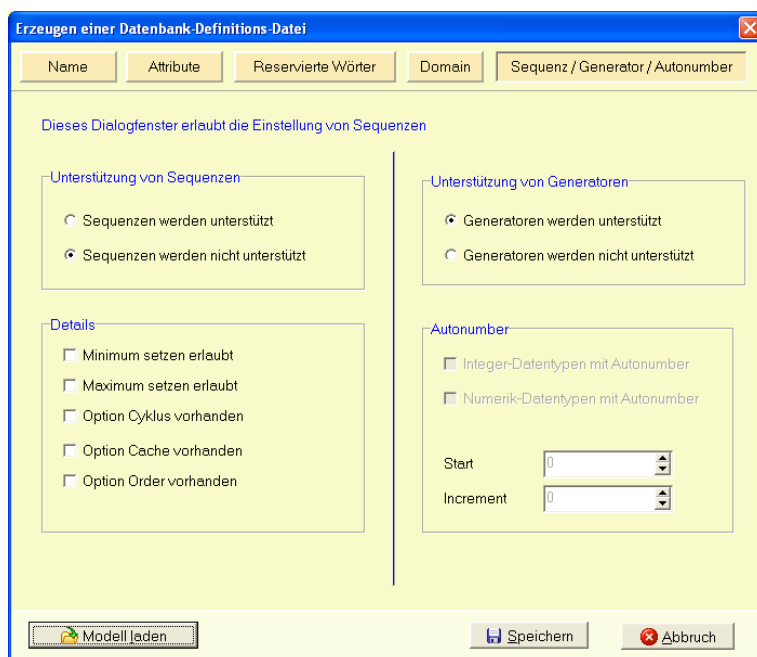 Erzeugen einer Datenbank-Definitions-Datei
Name Attribute Reservierte Wörter Domain Sequenz / Generator / Autonumber
Dieses Dialogfenster erlaubt die Einstellung von Sequenzen
Unterstützung von Sequenzen
Sequenzen werden unterstützt
Sequenzen werden nicht unterstützt
Details
Minimum setzen erlaubt
Maximum setzen erlaubt
Option Cyklus vorhanden
Option Cache vorhanden
Option Order vorhanden
Unterstützung von Generatoren
Generatoren werden unterstützt
Generatoren werden nicht unterstützt
Autonumber
Integer-Datentypen mit Autonumber
Numerik-Datentypen mit Autonumber
Start 0
Increment 0
Modell laden Speichern Abbruch